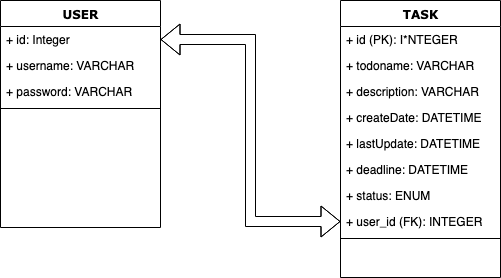 USER
+ id: Integer
+ username: VARCHAR
+ password: VARCHAR
TASK
+ id (PK): I*NTEGER
+ todoname: VARCHAR
+ description: VARCHAR
+ createDate: DATETIME
+ lastUpdate: DATETIME
+ deadline: DATETIME
+ status: ENUM
+ user_id (FK): INTEGER